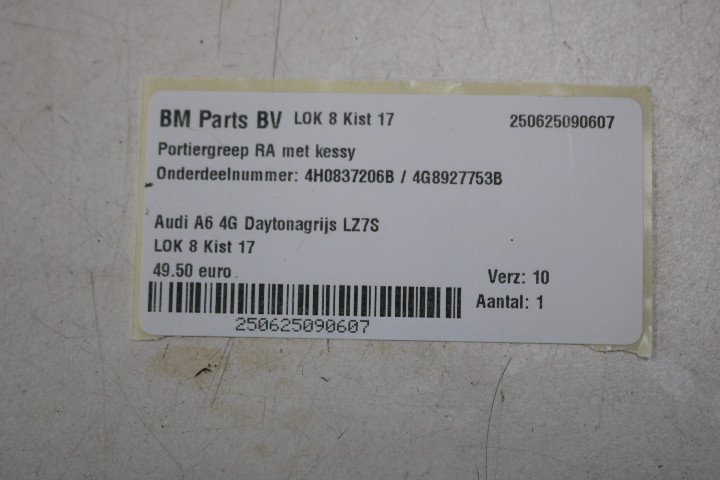 BM Parts BV LOK 8 Kist 17 250625090607
Portiergreep RA met kessy
Onderdeelnummer: 4H0837206B / 4G8927753B
Audi A6 4G Daytonagrijs LZ7S
LOK 8 Kist 17
49.50 euro
Verz: 10
Aantal: 1
250625090607